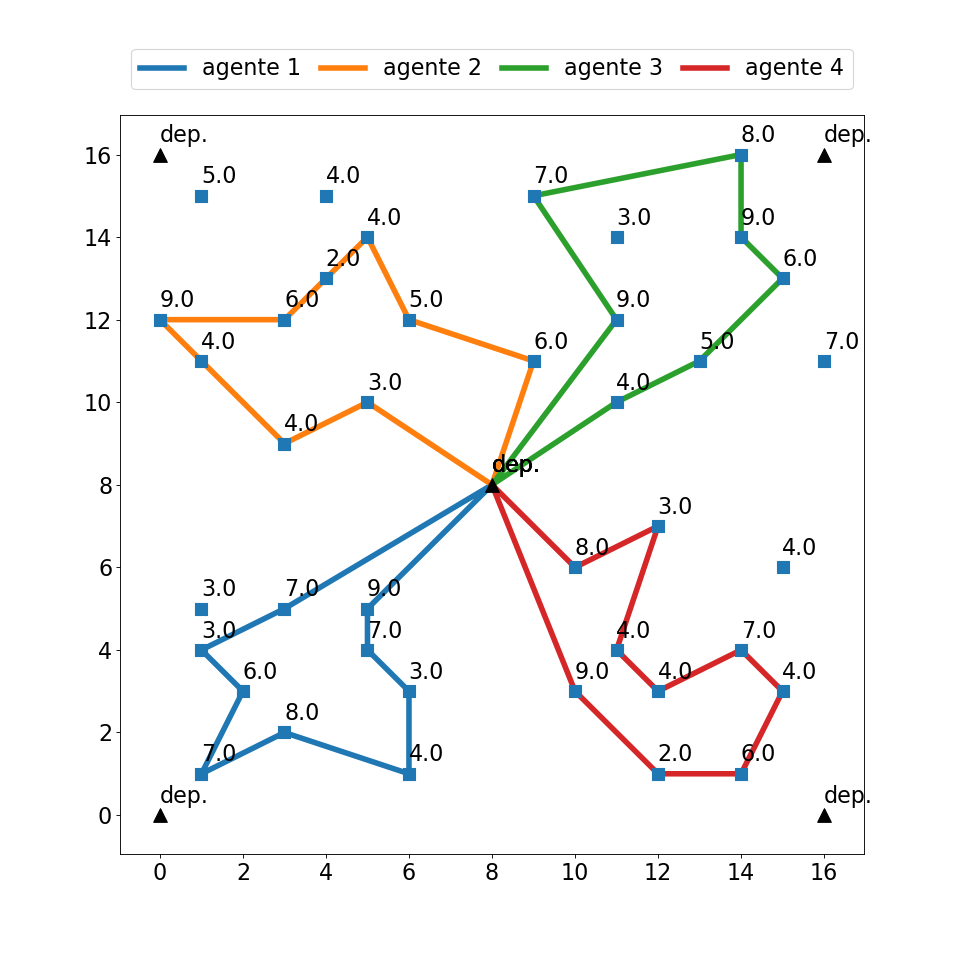 agente 1 agente 2 agente 3 agente 4
dep. 8.0 dep.
5.0 4.0 7.0
4.0 3.0 9.0
2.0 6.0
9.0 6.0 5.0 9.0
4.0 6.0 5.0 7.0
3.0 4.0
4.0
dep.
3.0
8.0 4.0
3.0 7.0 9.0
3.0 7.0 4.0 7.0
6.0 3.0 9.0 4.0 4.0
8.0
7.0 4.0 2.0 6.0
dep. dep.
16
14
12
10
8
6
4
2
0
0 2 4 6 8 10 12 14 16